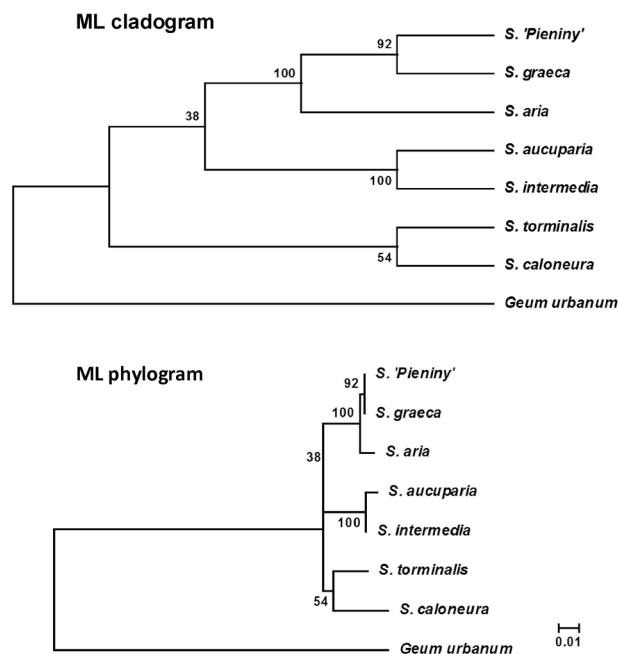 ML cladogram
92
S. 'Pieniny'
S. graeca
100
S. aria
38
S. aucuparia
100
S. intermedia
S. torminalis
54
S. caloneura
Geum urbanum
ML phylogram
92
S. 'Pieniny'
100
S. graeca
S. aria
38
S. aucuparia
100
S. intermedia
S. torminalis
54
S. caloneura
0.01
Geum urbanum